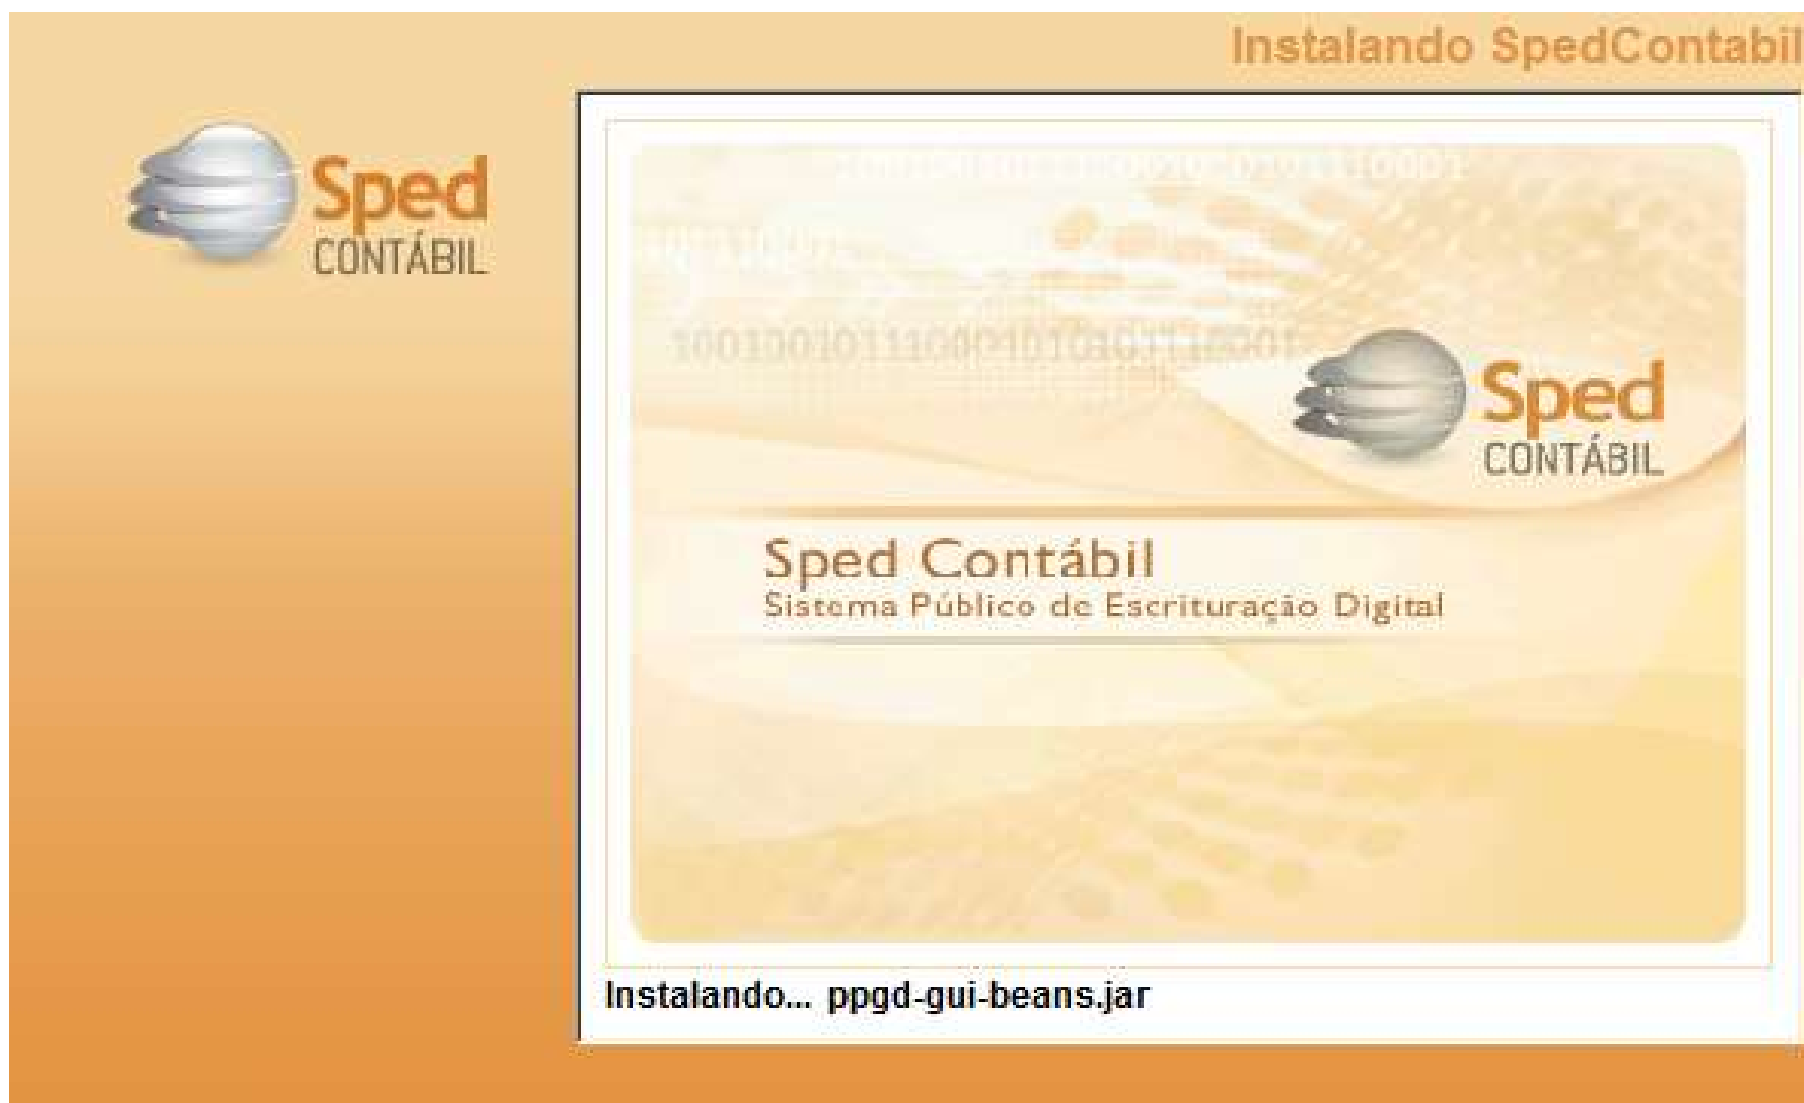 Instalando SpedContabil
Sped
CONTÁBIL
Sped
CONTÁBIL
Sped Contábil
Sistema Público de Escrituração Digital
Instalando... ppgd-gui-beans.jar